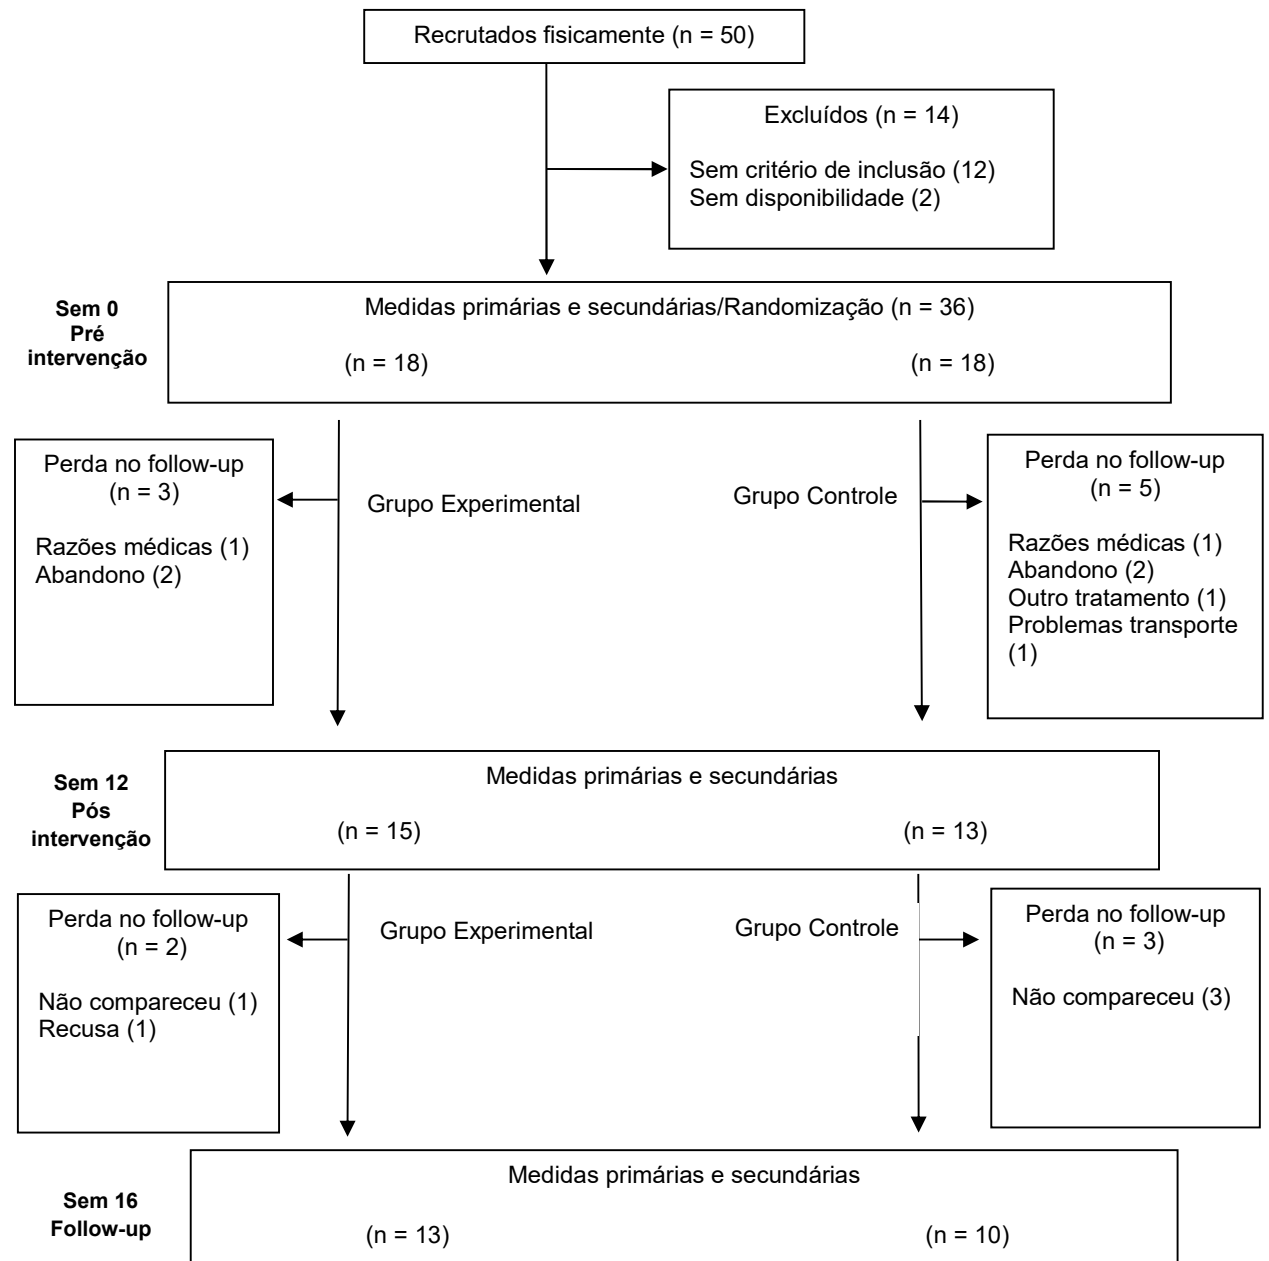 Recrutados fisicamente (n = 50)
Excluídos (n = 14)
Sem critério de inclusão (12)
Sem disponibilidade (2)
Sem 0
Pré
intervenção
Medidas primárias e secundárias/Randomização (n = 36)
(n = 18)
(n = 18)
Perda no follow-up
(n = 3)
Razões médicas (1)
Abandono (2)
Grupo Experimental
Grupo Controle
Perda no follow-up
(n = 5)
Razões médicas (1)
Abandono (2)
Outro tratamento (1)
Problemas transporte
(1)
Sem 12
Pós
intervenção
Medidas primárias e secundárias
(n = 15)
(n = 13)
Perda no follow-up
(n = 2)
Não compareceu (1)
Recusa (1)
Grupo Experimental
Grupo Controle
Perda no follow-up
(n = 3)
Não compareceu (3)
Sem 16
Follow-up
Medidas primárias e secundárias
(n = 13)
(n = 10)